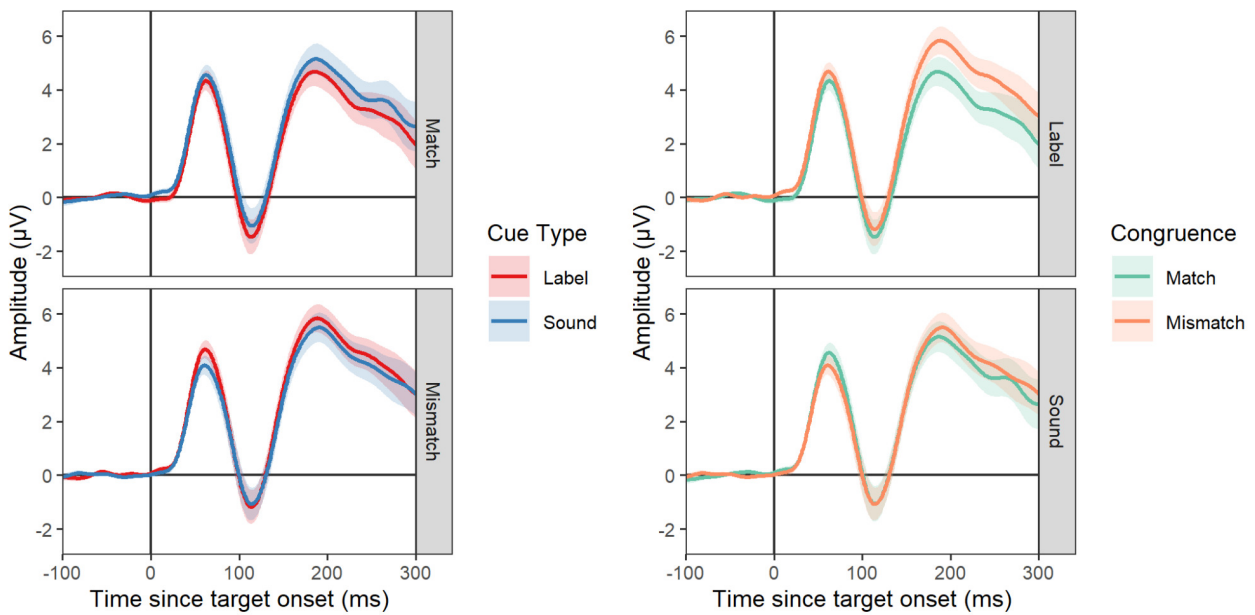 6
4
2
0
-2
Match
6
4
2
0
-2
Mismatch
-100
0
100
200
300
Time since target onset (ms)
Amplitude (µV)
Cue Type
Label
Sound
6
4
2
0
-2
Label
6
4
2
0
-2
Sound
-100
0
100
200
300
Time since target onset (ms)
Amplitude (µV)
Congruence
Match
Mismatch